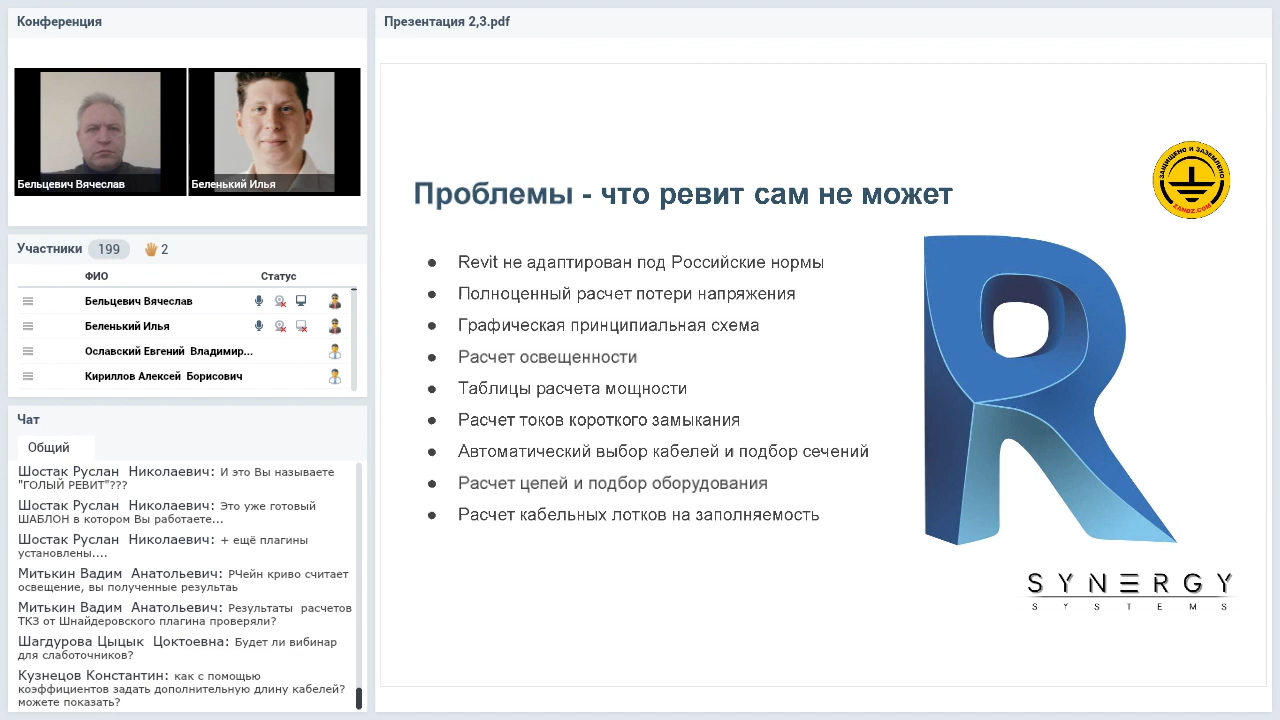 Конференция
Бельцевич Вячеслав
Беленький Илья
Участники 199 2
ФИО Статус
Бельцевич Вячеслав
Беленький Илья
Ославский Евгений Владимир...
Кириллов Алексей Борисович
Чат
Общий
Шостак Руслан Николаевич: И это Вы называете
"ГОЛЫЙ РЕВИТ"???
Шостак Руслан Николаевич: Это уже готовый
ШАБЛОН в котором Вы работаете...
Шостак Руслан Николаевич: + ещё плагины
установлены....
Митькин Вадим Анатольевич: РЧейн криво считает
освещение, вы полученные результаь
Митькин Вадим Анатольевич: Результаты расчетов
ТКЗ от Шнайдеровского плагина проверяли?
Шагдурова Цыцык Цоктоевна: Будет ли вибинар
для слаботочников?
Кузнецов Константин: как с помощью
коэффициентов задать дополнительную длину кабелей?
можете показать?
Презентация 2,3.pdf
ЗАЩИЩЕНО И ЗАЗЕМЛЕНО
ZANDZ.COM
Проблемы - что ревит сам не может
● Revit не адаптирован под Российские нормы
● Полноценный расчет потери напряжения
● Графическая принципиальная схема
● Расчет освещенности
● Таблицы расчета мощности
● Расчет токов короткого замыкания
● Автоматический выбор кабелей и подбор сечений
● Расчет цепей и подбор оборудования
● Расчет кабельных лотков на заполняемость
SYNERGY
SYSTEMS